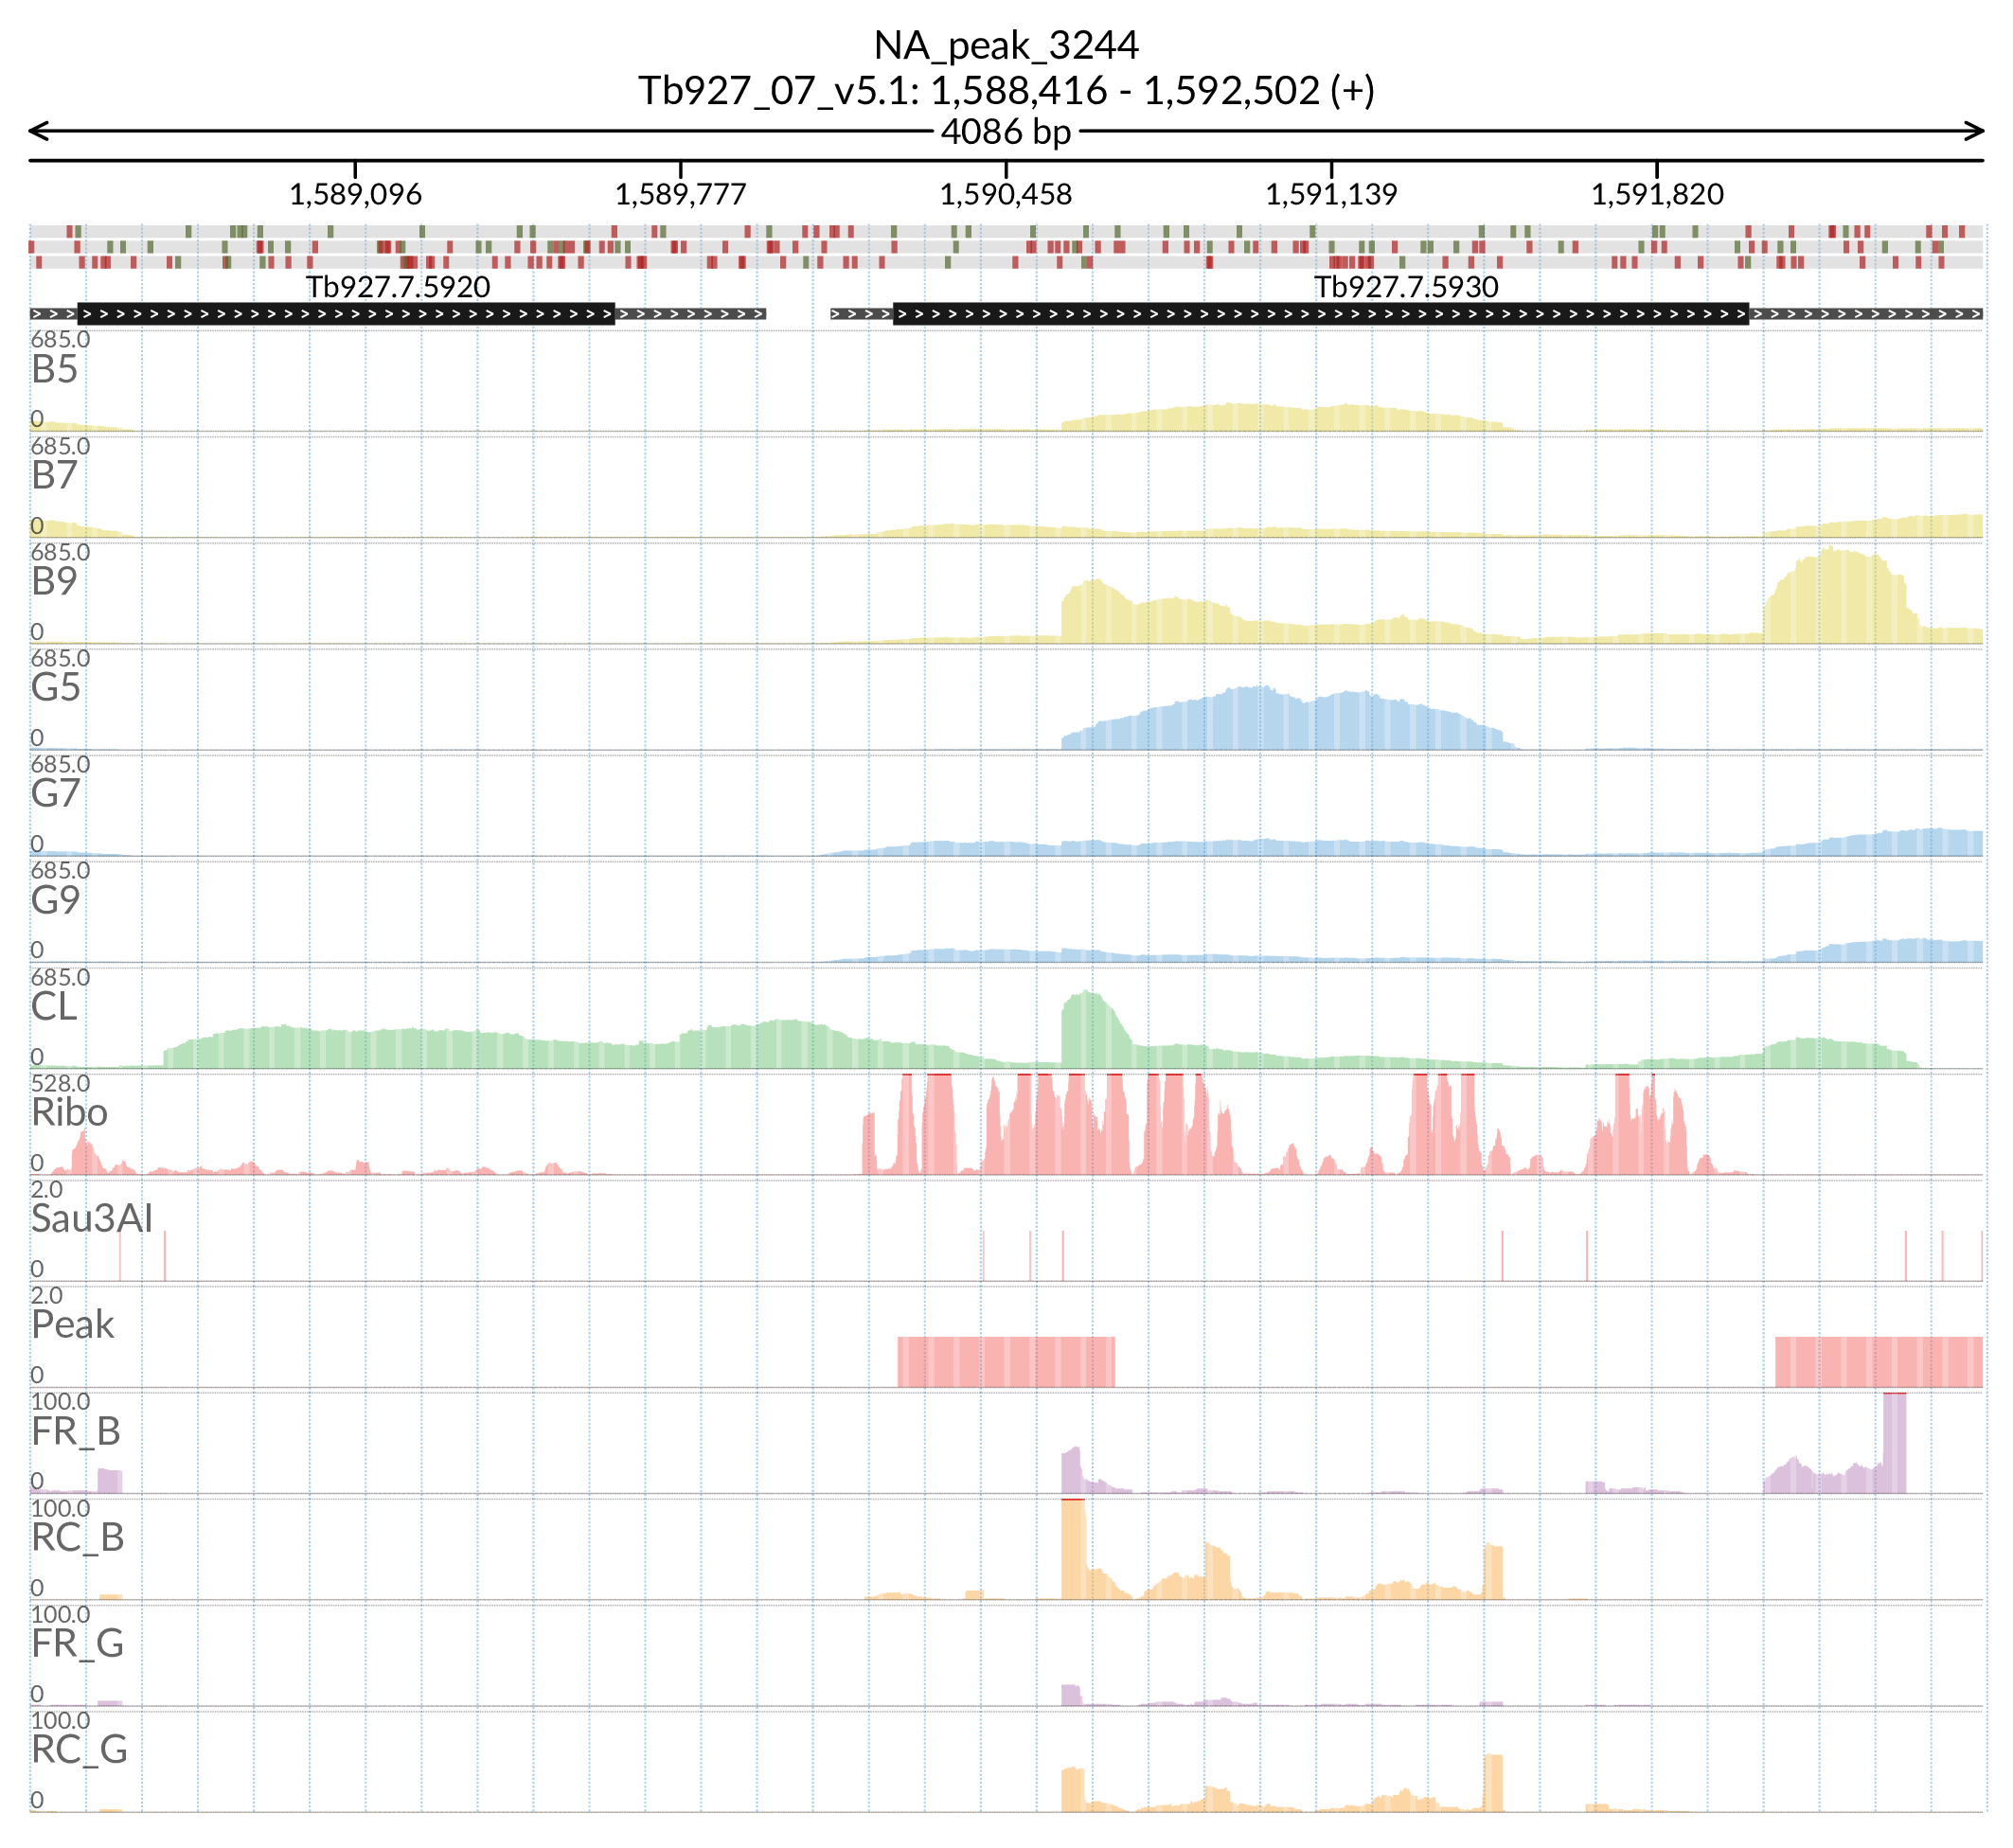 NA_peak_3244
Tb927_07_v5.1: 1,588,416 - 1,592,502 (+)
4086 bp
1,589,096 1,589,777 1,590,458 1,591,139 1,591,820
Tb927.7.5920 Tb927.7.5930
685.0
B5
0
685.0
B7
0
685.0
B9
0
685.0
G5
0
685.0
G7
0
685.0
G9
0
685.0
CL
0
528.0
Ribo
0
2.0
Sau3AI
0
2.0
Peak
0
100.0
FR_B
0
100.0
RC_B
0
100.0
FR_G
0
100.0
RC_G
0